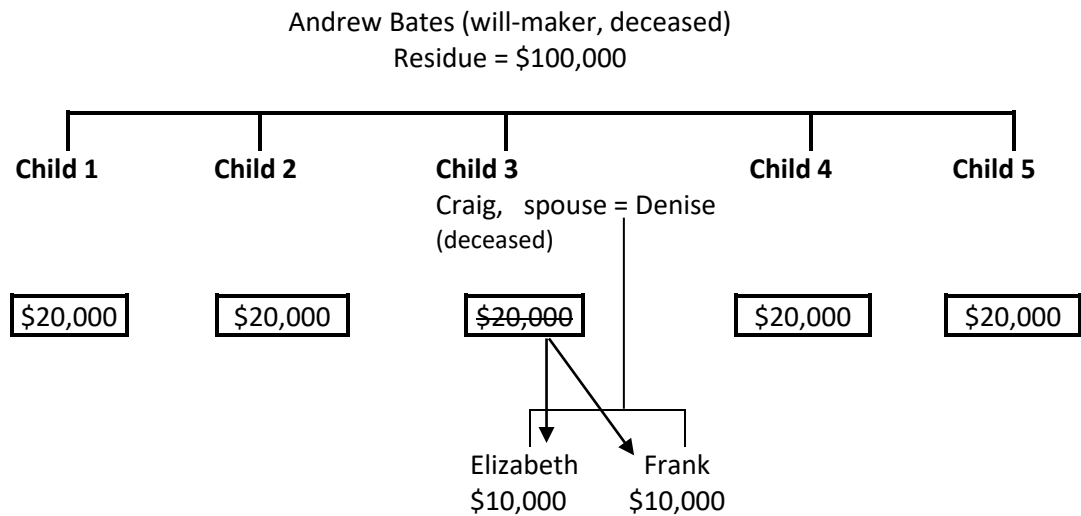 Andrew Bates (will-maker, deceased)
Residue = $100,000
Child 1 Child 2 Child 3 Child 4 Child 5
Craig, spouse = Denise
(deceased)
$20,000 $20,000 $20,000 $20,000 $20,000
Elizabeth Frank
$10,000 $10,000